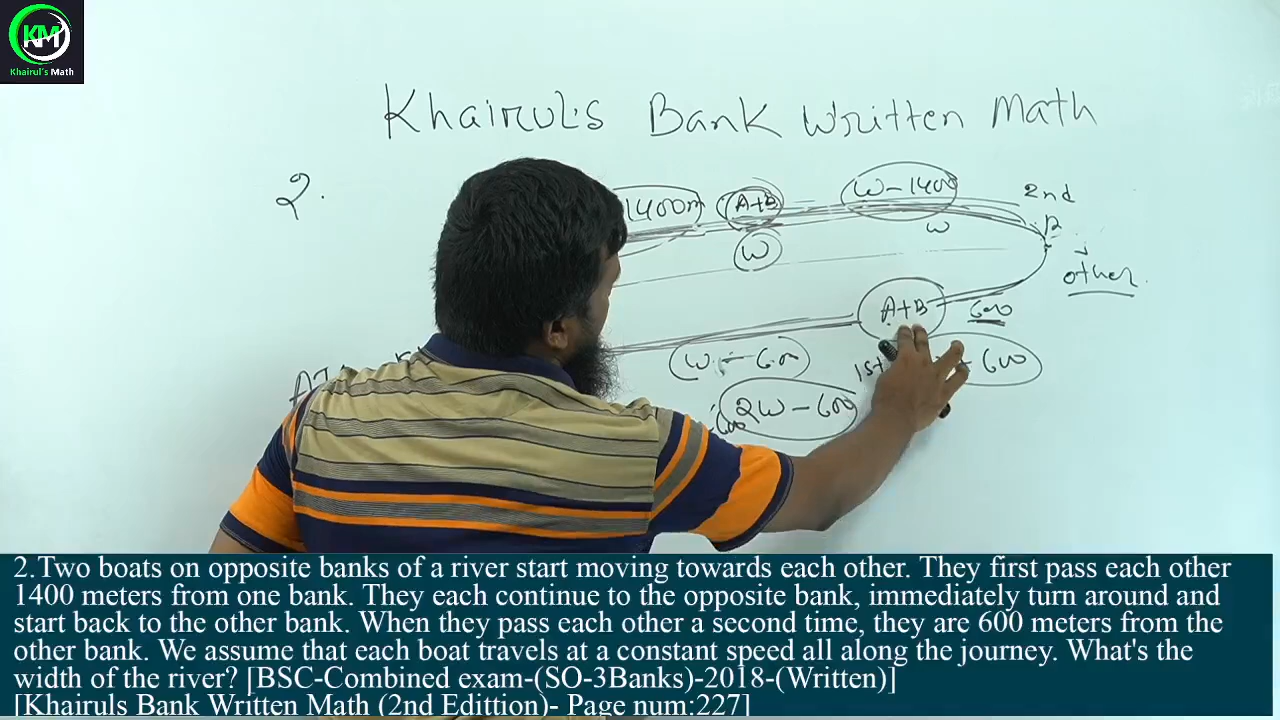 KM
Khairul's Math
Khairul's Bank Written Math
2.
1400m A+B W-1400 2nd
W W B
other
A+B 600
W-600 1st + 600
2W-600
600
2.Two boats on opposite banks of a river start moving towards each other. They first pass each other
1400 meters from one bank. They each continue to the opposite bank, immediately turn around and
start back to the other bank. When they pass each other a second time, they are 600 meters from the
other bank. We assume that each boat travels at a constant speed all along the journey. What's the
width of the river? [BSC-Combined exam-(SO-3Banks)-2018-(Written)]
[Khairuls Bank Written Math (2nd Edittion)- Page num:227]